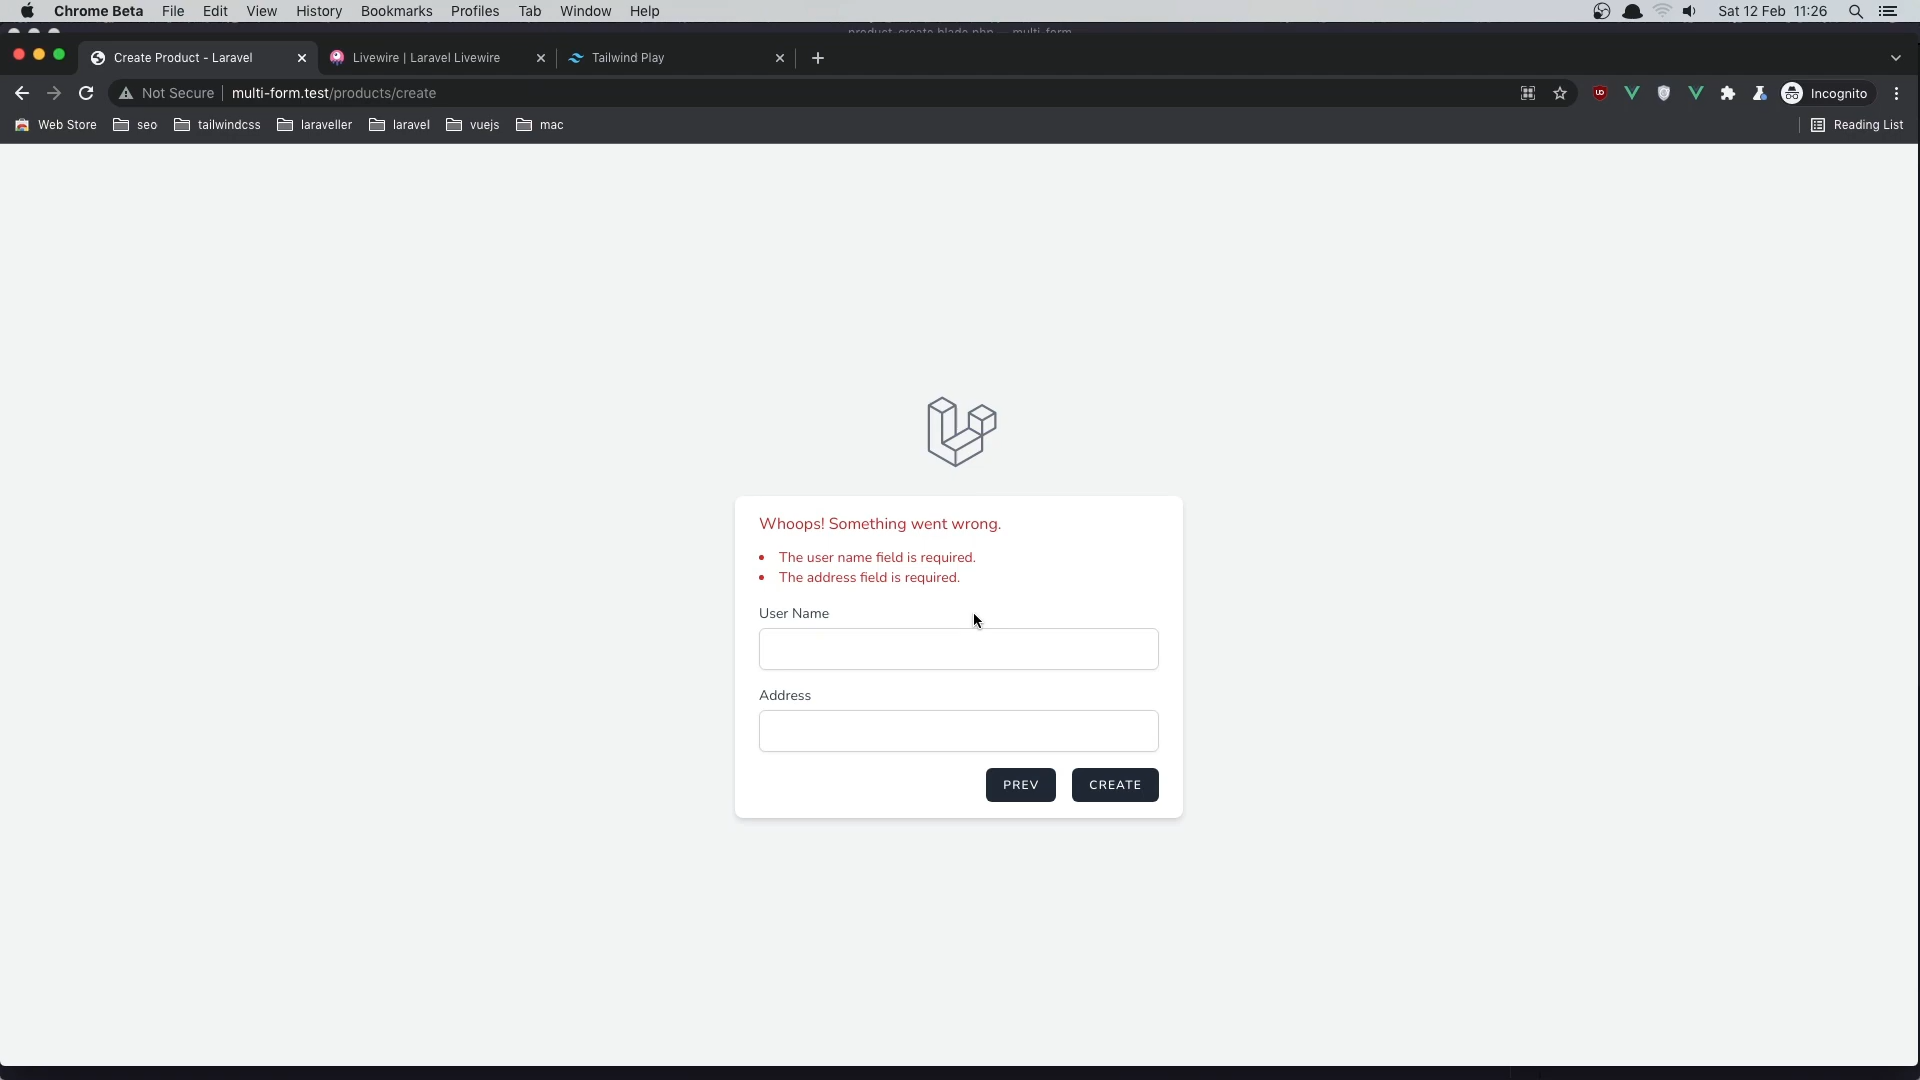 Chrome Beta File Edit View History Bookmarks Profiles Tab Window Help Sat 12 Feb 11:26
product-create.blade.php — multi-form
Create Product - Laravel Livewire | Laravel Livewire Tailwind Play
Not Secure multi-form.test/products/create Incognito
Web Store seo tailwindcss laraveller laravel vuejs mac Reading List
Whoops! Something went wrong.
• The user name field is required.
• The address field is required.
User Name
Address
PREV CREATE